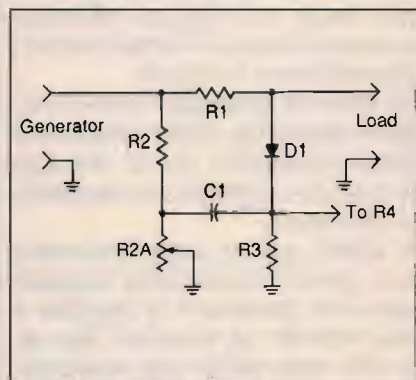 R1
Generator
Load
R2
D1
C1
To R4
R2A
R3